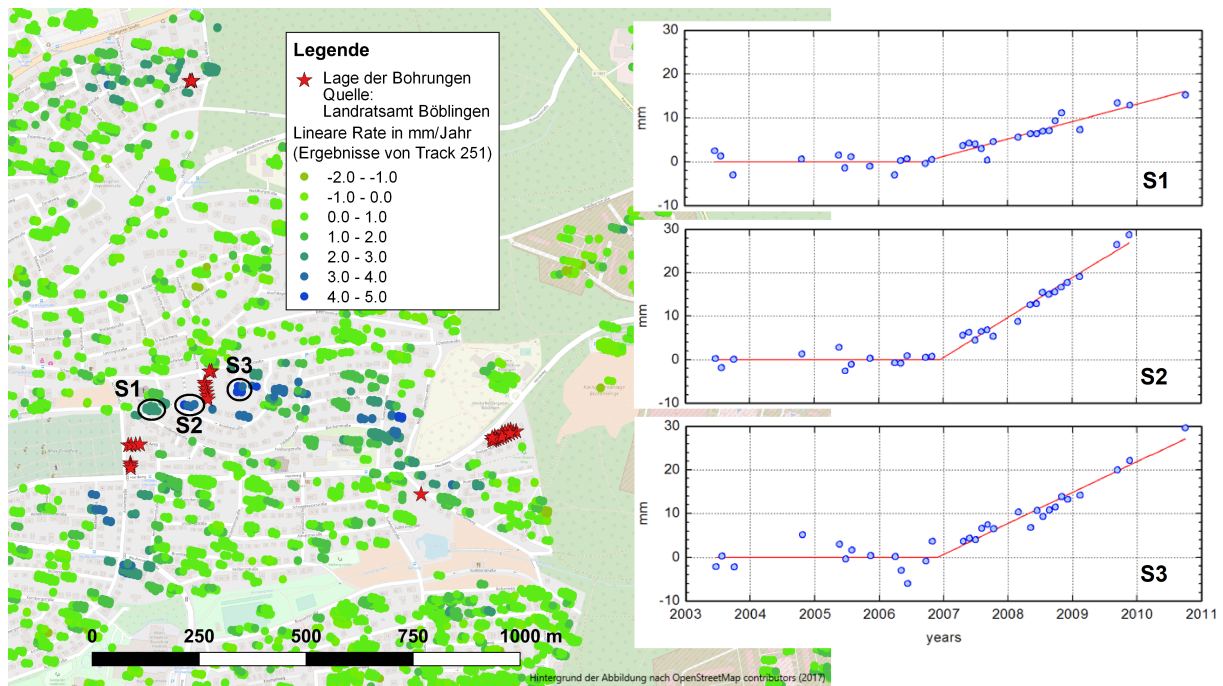 Legende
Lage der Bohrungen
Quelle:
Landratsamt Böblingen
Lineare Rate in mm/Jahr
(Ergebnisse von Track 251)
-2.0 - -1.0
-1.0 - 0.0
0.0 - 1.0
1.0 - 2.0
2.0 - 3.0
3.0 - 4.0
4.0 - 5.0
S1
S2
S3
0 250 500 750 1000 m
Hintergrund der Abbildung nach OpenStreetMap contributors (2017)
30
20
10
0
-10
mm
S1
30
20
10
0
-10
mm
S2
30
20
10
0
-10
mm
S3
2003 2004 2005 2006 2007 2008 2009 2010 2011
years